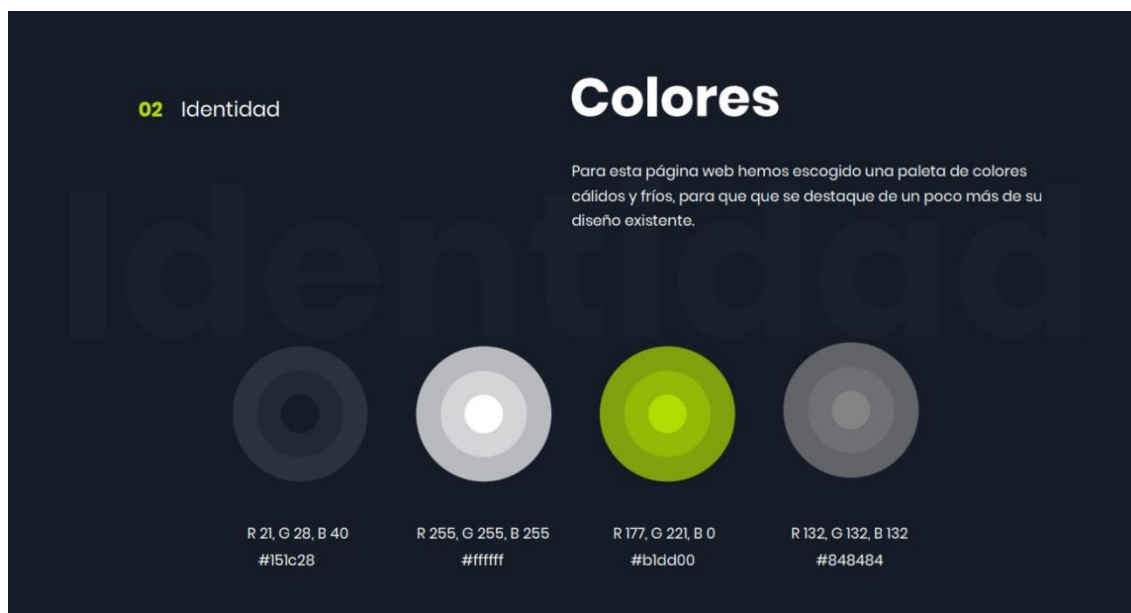 02 Identidad
Colores
Para esta página web hemos escogido una paleta de colores
cálidos y fríos, para que que se destaque de un poco más de su
diseño existente.
Identidad
R 21, G 28, B 40
#151c28
R 255, G 255, B 255
#ffffff
R 177, G 221, B 0
#b1dd00
R 132, G 132, B 132
#848484